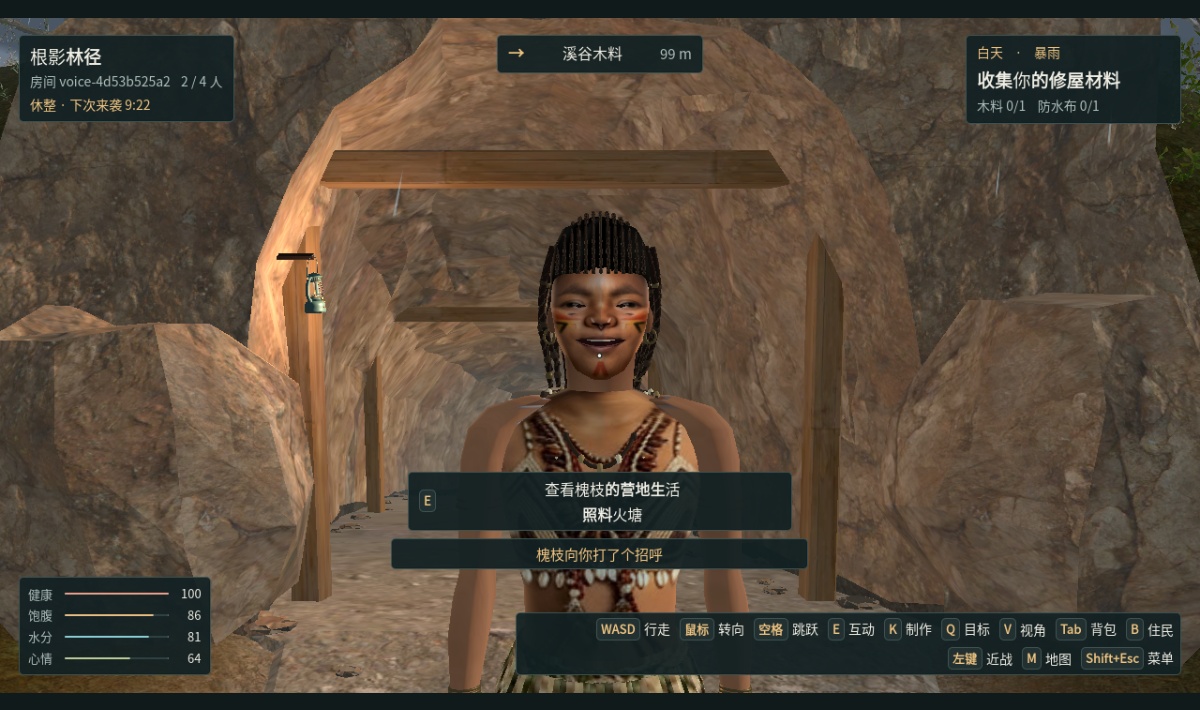 根影林径
房间 voice-4d53b525a2 2 / 4 人
休整 · 下次来袭 9:22
→ 溪谷木料 99 m
白天 · 暴雨
收集你的修屋材料
木料 0/1 防水布 0/1
E 查看槐枝的营地生活
照料火塘
槐枝向你打了个招呼
健康 100
饱腹 86
水分 81
心情 64
WASD 行走 鼠标 转向 空格 跳跃 E 互动 K 制作 Q 目标 V 视角 Tab 背包 B 住民
左键 近战 M 地图 Shift+Esc 菜单